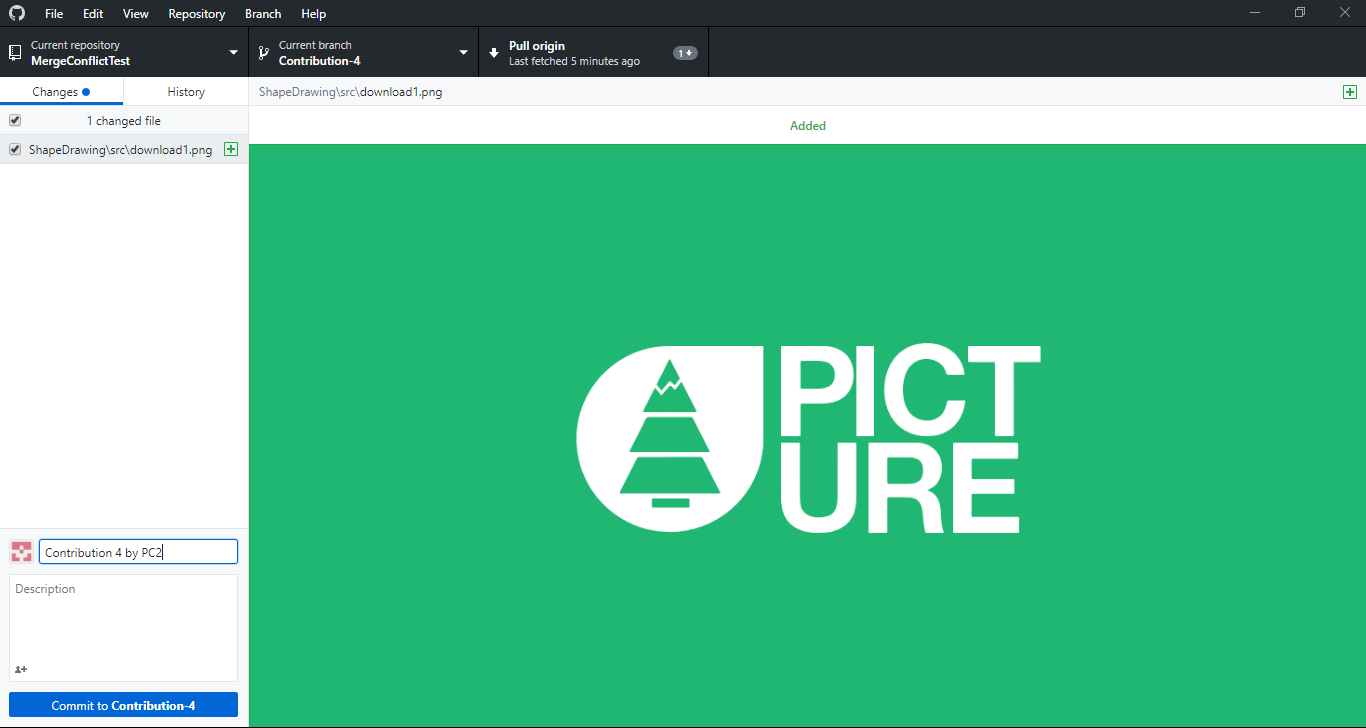 File Edit View Repository Branch Help
Current repository
MergeConflictTest
Current branch
Contribution-4
Pull origin
Last fetched 5 minutes ago
1
Changes History
ShapeDrawing\src\download1.png
1 changed file
Added
ShapeDrawing\src\download1.png
PICT
URE
Contribution 4 by PC2
Description
Commit to Contribution-4